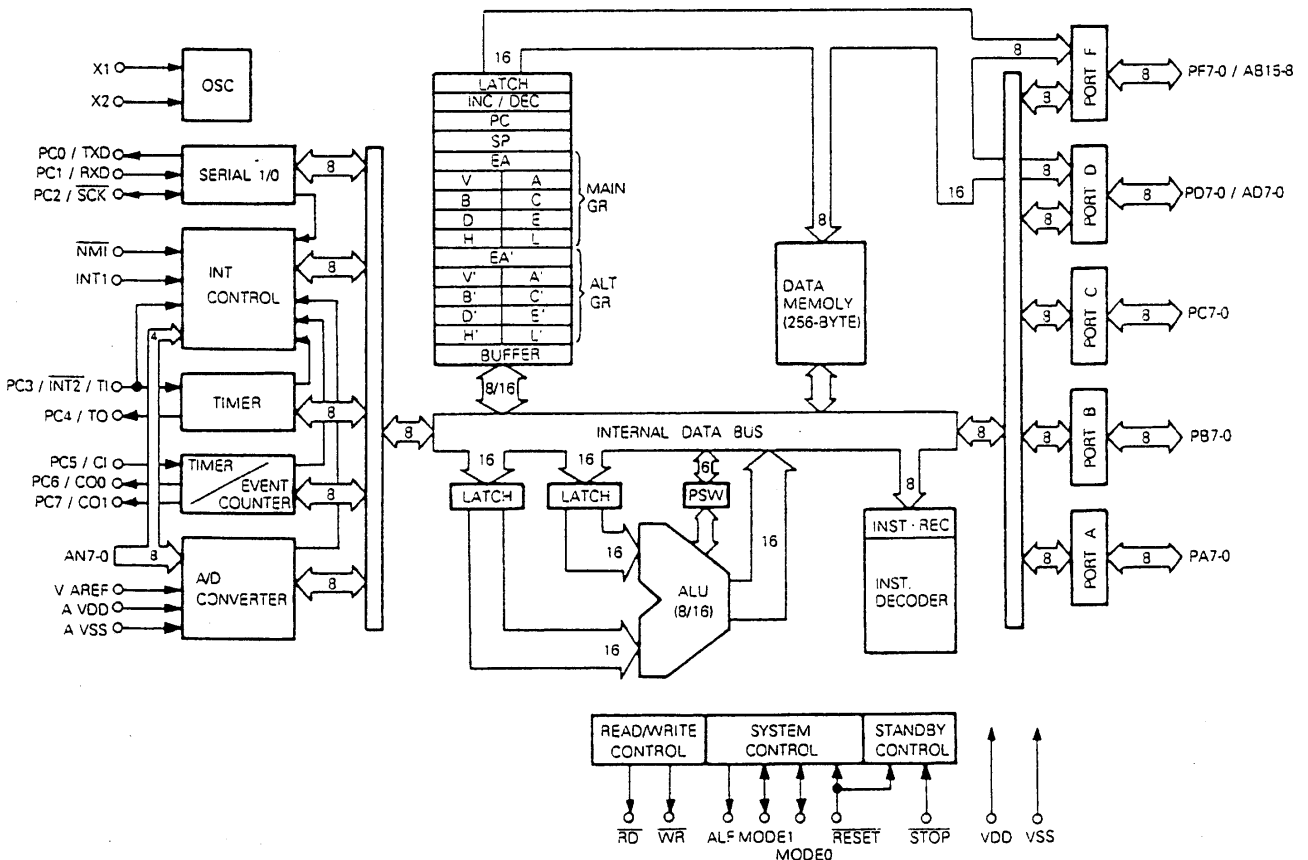 X1
X2
OSC
PC0 / TXD
PC1 / RXD
PC2 / SCK
SERIAL I/0
8
NMI
INT1
INT
CONTROL
8
4
PC3 / INT2 / TI
PC4 / TO
TIMER
8
PC5 / CI
PC6 / CO0
PC7 / CO1
TIMER
EVENT
COUNTER
8
AN7-0
8
V AREF
A VDD
A VSS
A/D
CONVERTER
8
8
16
LATCH
INC / DEC
PC
SP
EA
V A
B C
D E
H L
MAIN
GR
EA'
V' A'
B' C'
D' E'
H' L'
ALT
GR
BUFFER
8/16
8
DATA
MEMOLY
(256-BYTE)
16
INTERNAL DATA BUS
8
16
LATCH
16
LATCH
16
PSW
16
16
16
ALU
(8/16)
8
INST · REC
INST.
DECODER
8
8
PORT F
8
PF7-0 / AB15-8
8
8
PORT D
8
PD7-0 / AD7-0
8
PORT C
8
PC7-0
8
PORT B
8
PB7-0
8
PORT A
8
PA7-0
READ/WRITE
CONTROL
SYSTEM
CONTROL
STANDBY
CONTROL
RD
WR
ALE
MODE1
MODE0
RESET
STOP
VDD
VSS